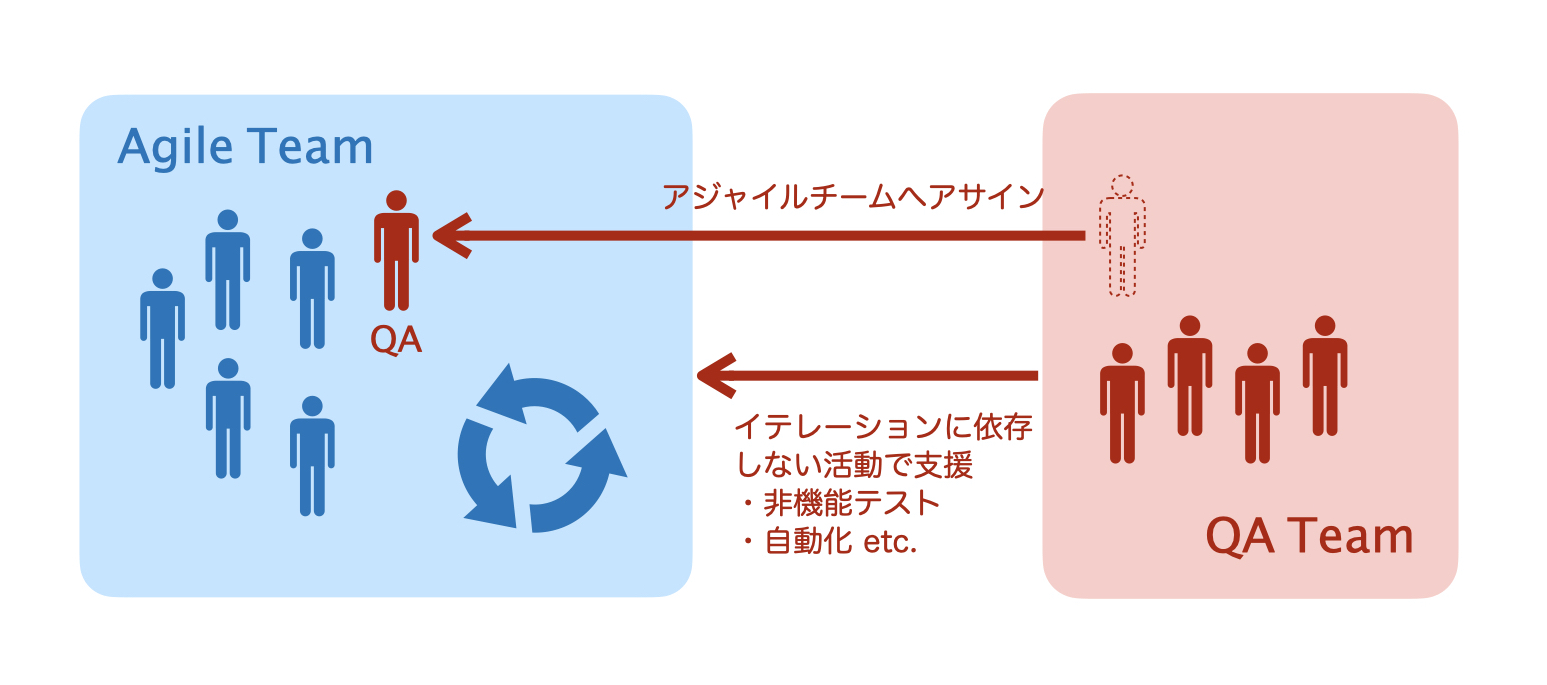 Agile Team
アジャイルチームへアサイン
QA
イテレーションに依存
しない活動で支援
・非機能テスト
・自動化 etc.
QA Team